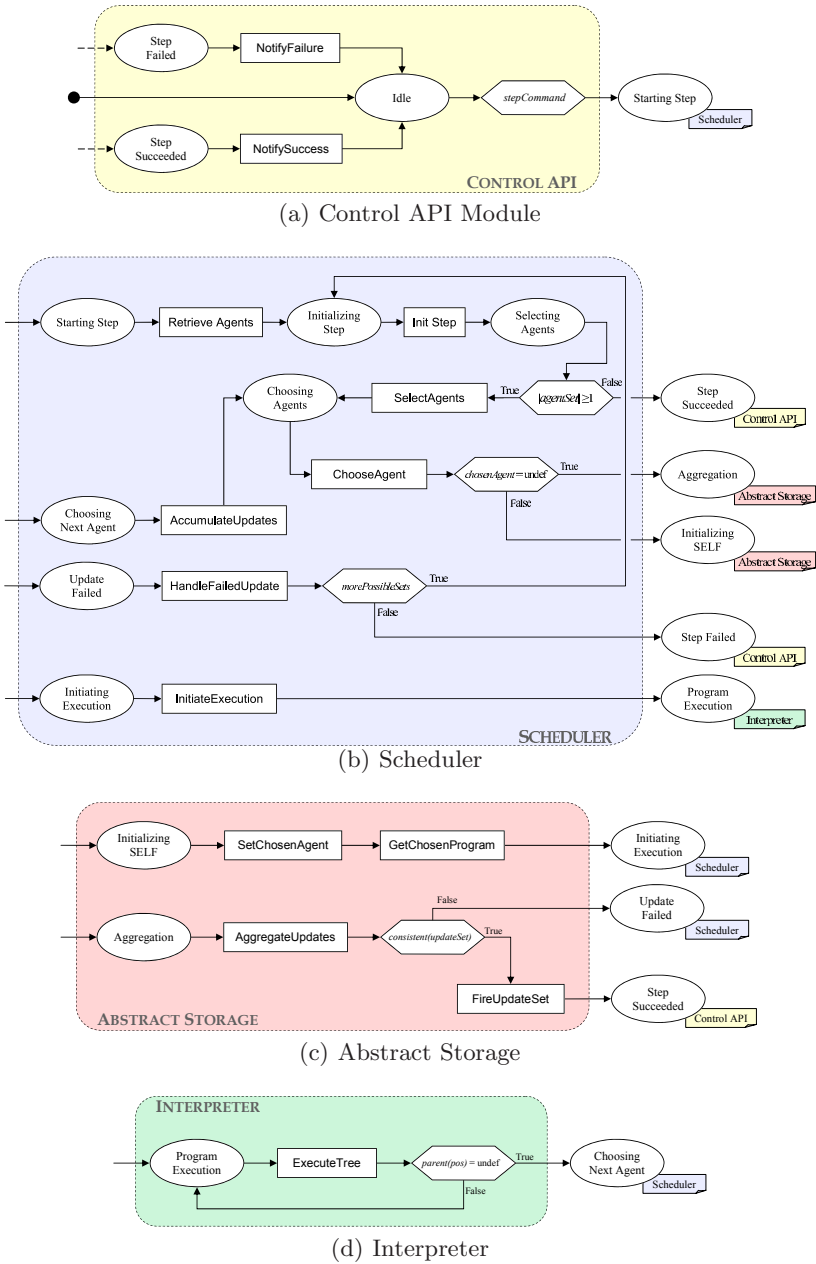 Step
Failed
NotifyFailure
Idle
stepCommand
Starting Step
Scheduler
Step
Succeeded
NotifySuccess
CONTROL API
(a) Control API Module
Starting Step
Retrieve Agents
Initializing
Step
Init Step
Selecting
Agents
Choosing
Agents
SelectAgents
True
|agentSet| ≥1
False
Step
Succeeded
Control API
ChooseAgent
chosenAgent = undef
True
Aggregation
Abstract Storage
False
Choosing
Next Agent
AccumulateUpdates
Initializing
SELF
Abstract Storage
Update
Failed
HandleFailedUpdate
morePossibleSets
True
False
Step Failed
Control API
Initiating
Execution
InitiateExecution
Program
Execution
Interpreter
SCHEDULER
(b) Scheduler
Initializing
SELF
SetChosenAgent
GetChosenProgram
Initiating
Execution
Scheduler
False
Update
Failed
Scheduler
Aggregation
AggregateUpdates
consistent(updateSet)
True
FireUpdateSet
Step
Succeeded
Control API
ABSTRACT STORAGE
(c) Abstract Storage
INTERPRETER
Program
Execution
ExecuteTree
parent(pos) = undef
True
False
Choosing
Next Agent
Scheduler
(d) Interpreter